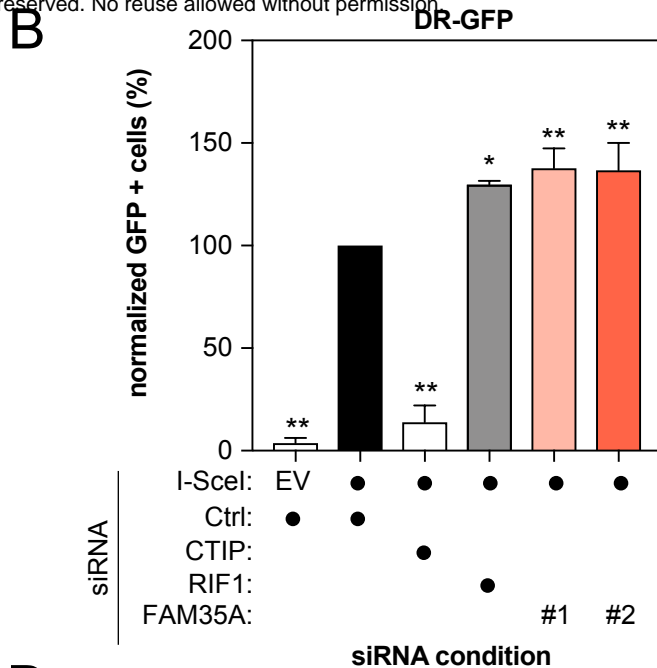 reserved. No reuse allowed without permission.
B
DR-GFP
normalized GFP + cells (%)
200
150
100
50
0
**
**
*
**
**
I-SceI: EV
Ctrl:
CTIP:
RIF1:
FAM35A: #1 #2
siRNA
siRNA condition